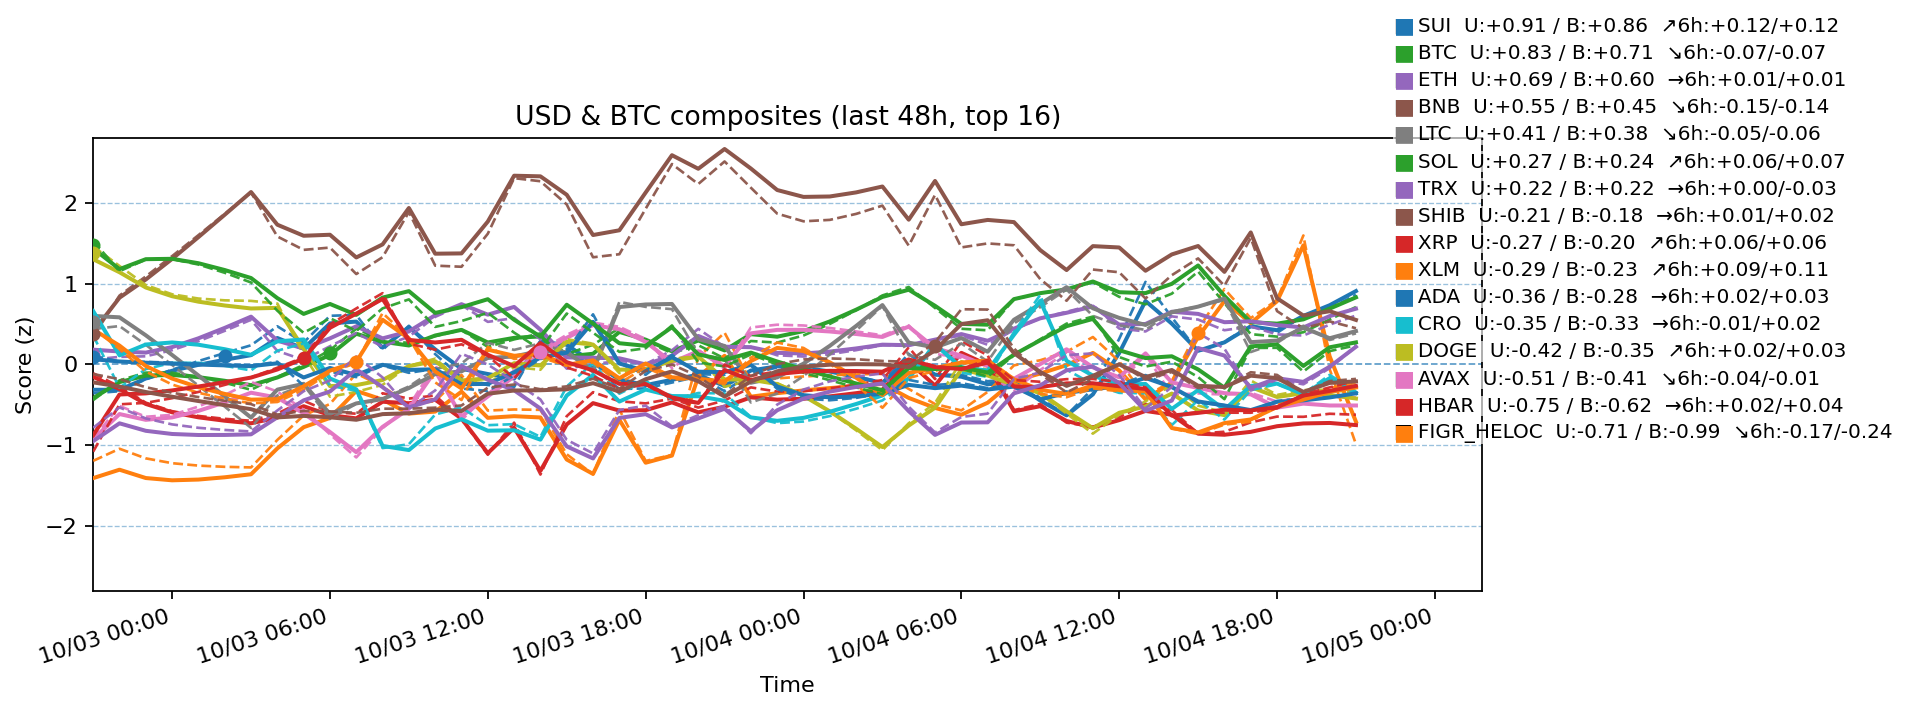 SUI U:+0.91 / B:+0.86 ↗6h:+0.12/+0.12
BTC U:+0.83 / B:+0.71 ↘6h:-0.07/-0.07
ETH U:+0.69 / B:+0.60 →6h:+0.01/+0.01
BNB U:+0.55 / B:+0.45 ↘6h:-0.15/-0.14
LTC U:+0.41 / B:+0.38 ↘6h:-0.05/-0.06
SOL U:+0.27 / B:+0.24 ↗6h:+0.06/+0.07
TRX U:+0.22 / B:+0.22 →6h:+0.00/-0.03
SHIB U:-0.21 / B:-0.18 →6h:+0.01/+0.02
XRP U:-0.27 / B:-0.20 ↗6h:+0.06/+0.06
XLM U:-0.29 / B:-0.23 ↗6h:+0.09/+0.11
ADA U:-0.36 / B:-0.28 →6h:+0.02/+0.03
CRO U:-0.35 / B:-0.33 →6h:-0.01/+0.02
DOGE U:-0.42 / B:-0.35 ↗6h:+0.02/+0.03
AVAX U:-0.51 / B:-0.41 ↘6h:-0.04/-0.01
HBAR U:-0.75 / B:-0.62 →6h:+0.02/+0.04
FIGR_HELOC U:-0.71 / B:-0.99 ↘6h:-0.17/-0.24
USD & BTC composites (last 48h, top 16)
Score (z)
2
1
0
−1
−2
10/03 00:00
10/03 06:00
10/03 12:00
10/03 18:00
10/04 00:00
10/04 06:00
10/04 12:00
10/04 18:00
10/05 00:00
Time